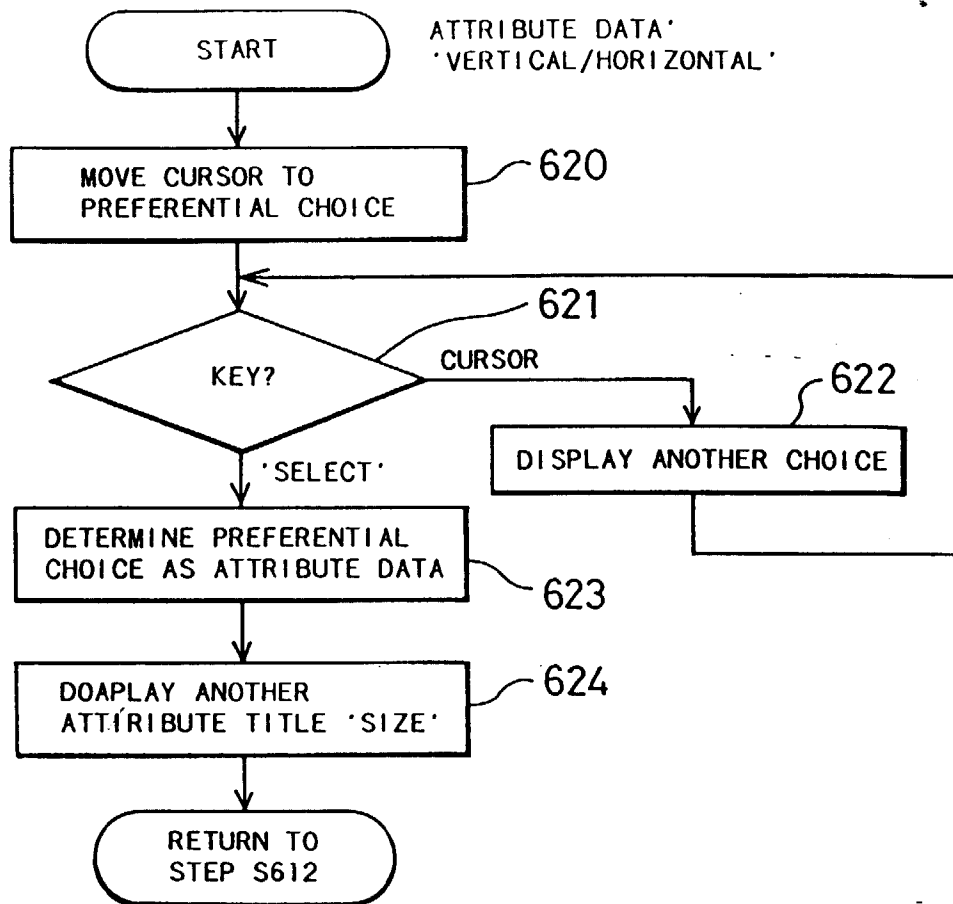 START
ATTRIBUTE DATA'
'VERTICAL/HORIZONTAL'
MOVE CURSOR TO
PREFERENTIAL CHOICE
620
621
KEY?
CURSOR
622
DISPLAY ANOTHER CHOICE
'SELECT'
DETERMINE PREFERENTIAL
CHOICE AS ATTRIBUTE DATA
623
DOAPLAY ANOTHER
ATTIRIBUTE TITLE 'SIZE'
624
RETURN TO
STEP S612